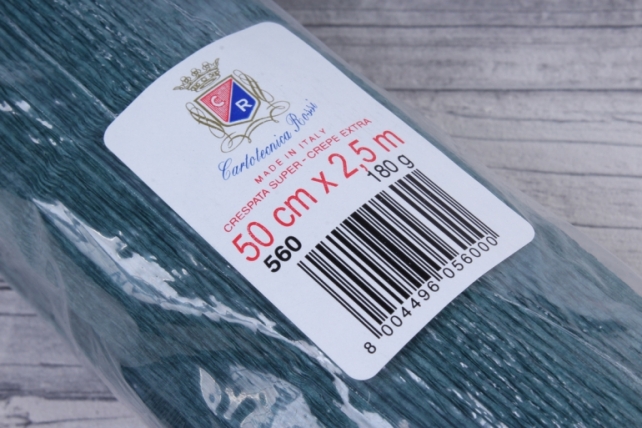 C
R
Cartotecnica Rossi
MADE IN ITALY
CRESPATA SUPER - CREPE EXTRA
50 cm x 2,5 m
180 g
560
8 004496 056000